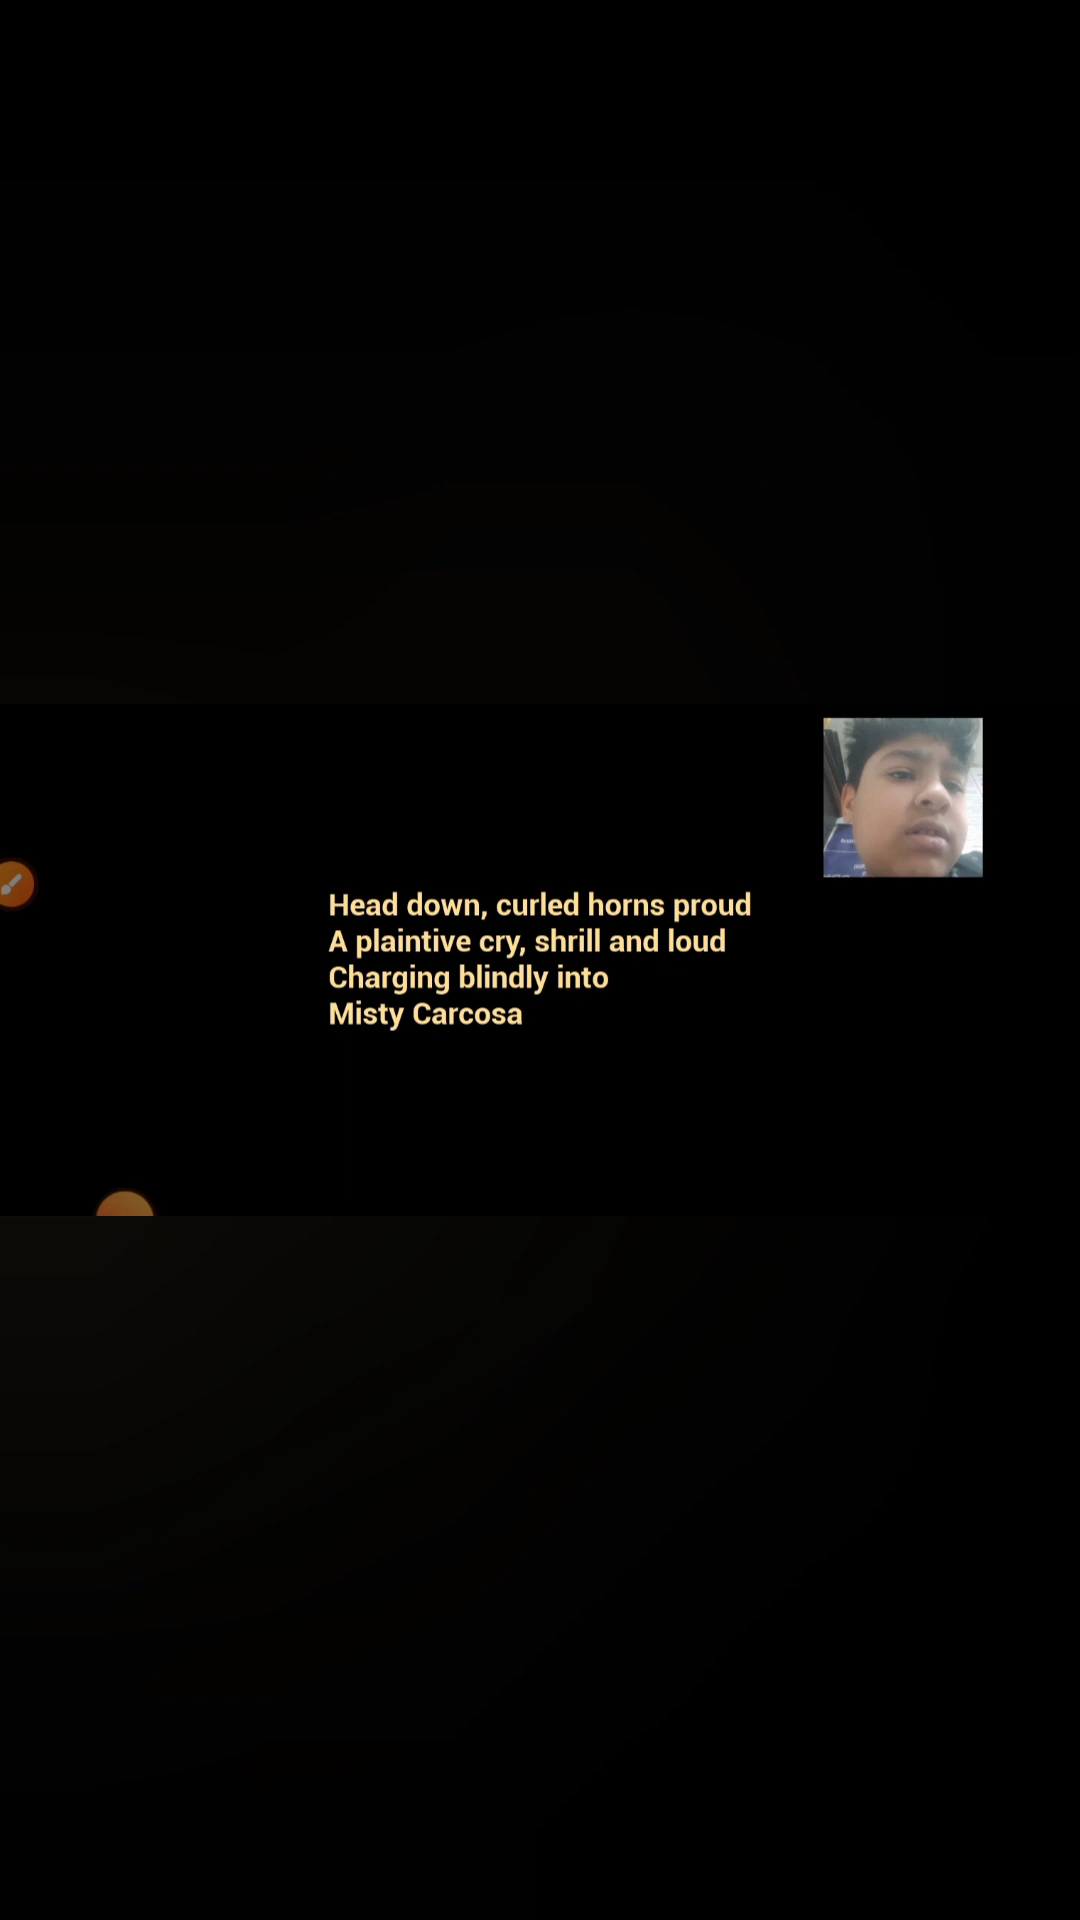 Head down, curled horns proud
A plaintive cry, shrill and loud
Charging blindly into
Misty Carcosa